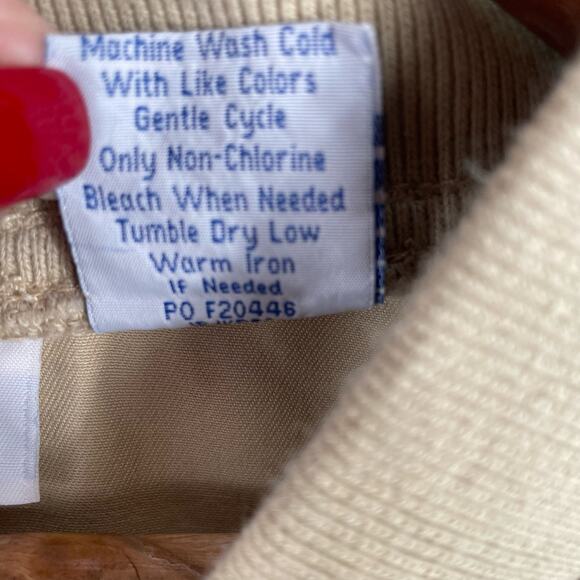 Machine Wash Cold
With Like Colors
Gentle Cycle
Only Non-Chlorine
Bleach When Needed
Tumble Dry Low
Warm Iron
If Needed
PO F20446